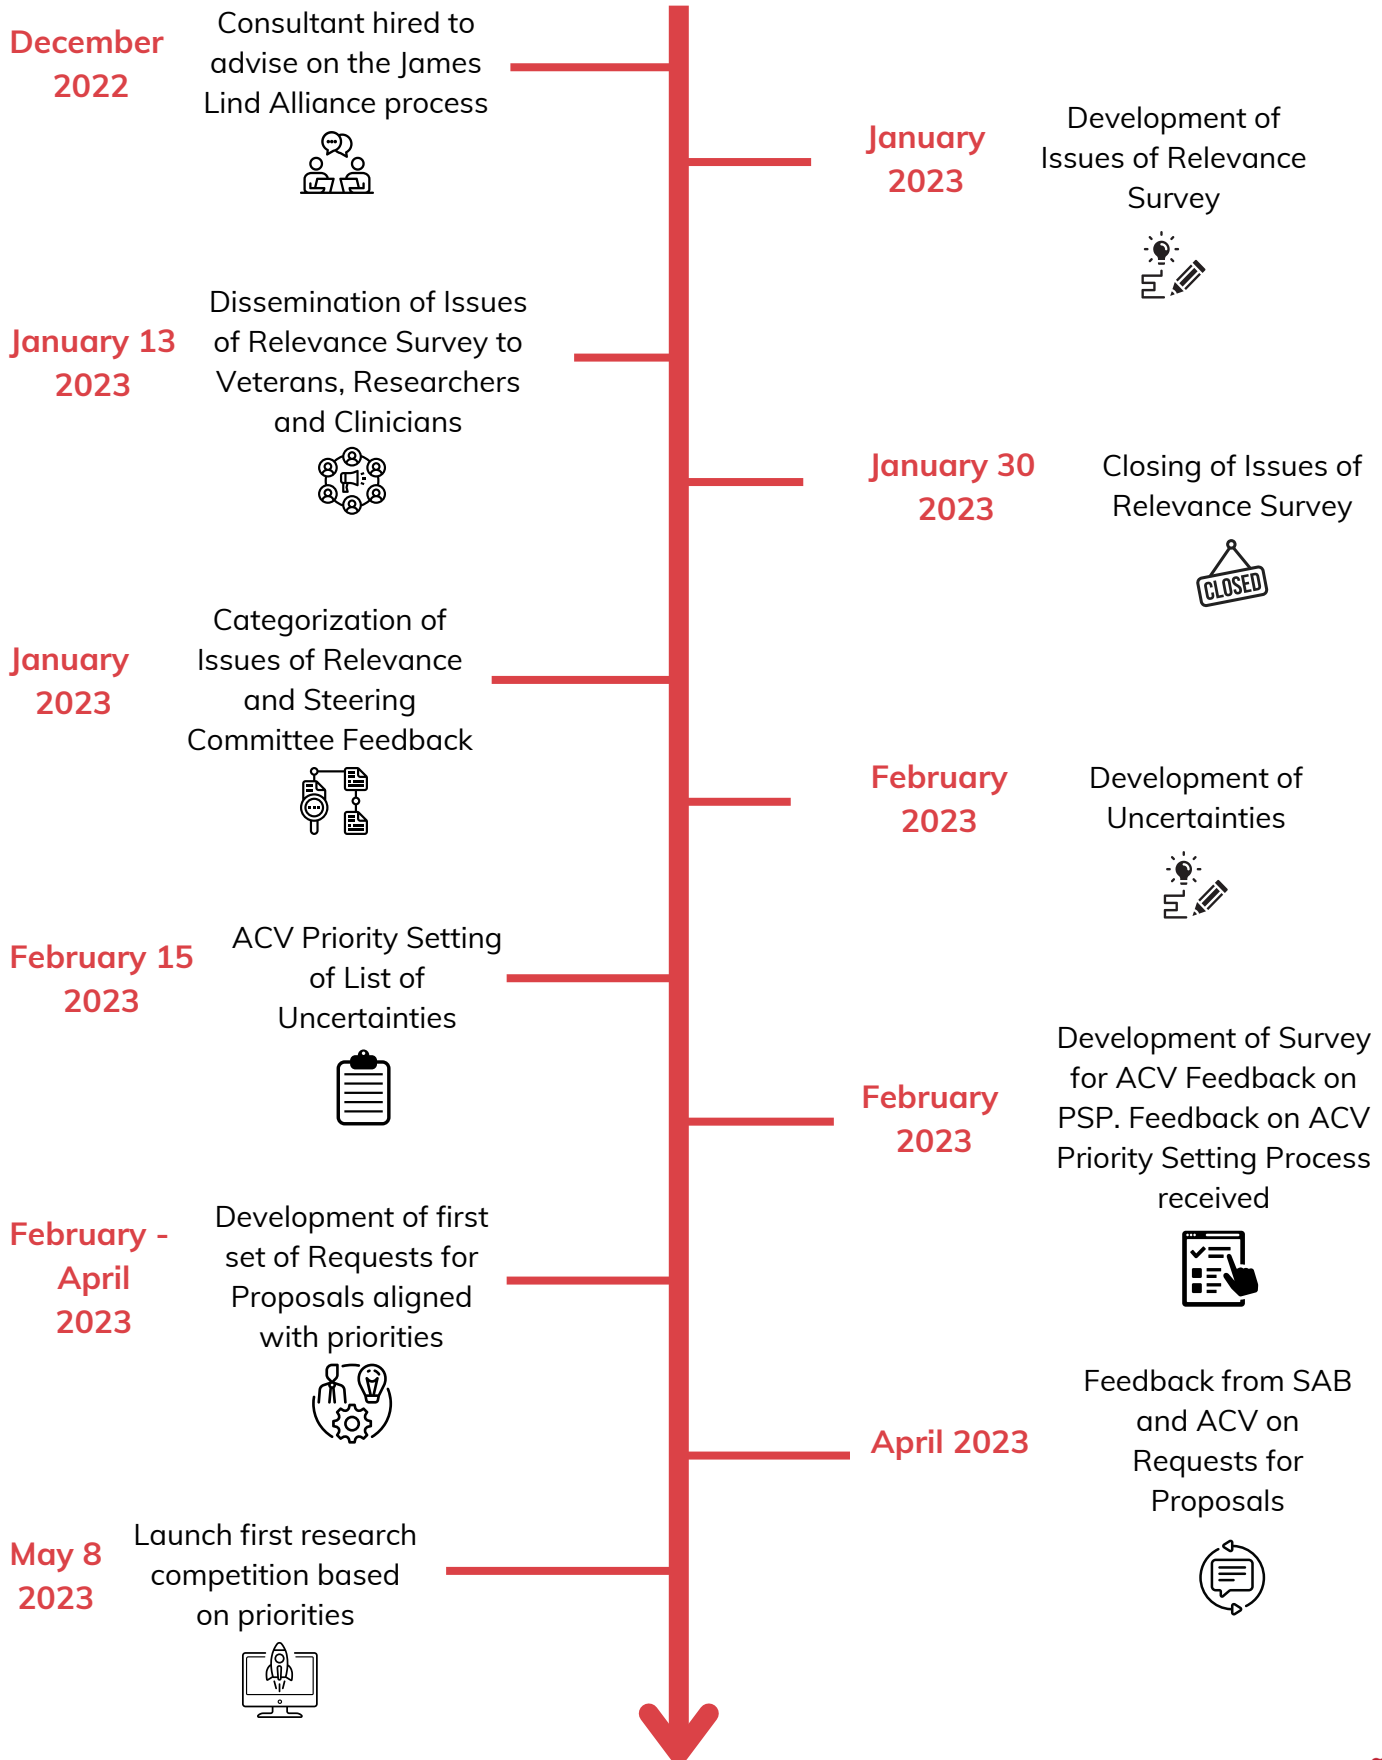 December
2022
Consultant hired to
advise on the James
Lind Alliance process
January
2023
Development of
Issues of Relevance
Survey
January 13
2023
Dissemination of Issues
of Relevance Survey to
Veterans, Researchers
and Clinicians
January 30
2023
Closing of Issues of
Relevance Survey
CLOSED
January
2023
Categorization of
Issues of Relevance
and Steering
Committee Feedback
February
2023
Development of
Uncertainties
February 15
2023
ACV Priority Setting
of List of
Uncertainties
February
2023
Development of Survey
for ACV Feedback on
PSP. Feedback on ACV
Priority Setting Process
received
February -
April
2023
Development of first
set of Requests for
Proposals aligned
with priorities
April 2023
Feedback from SAB
and ACV on
Requests for
Proposals
May 8
2023
Launch first research
competition based
on priorities